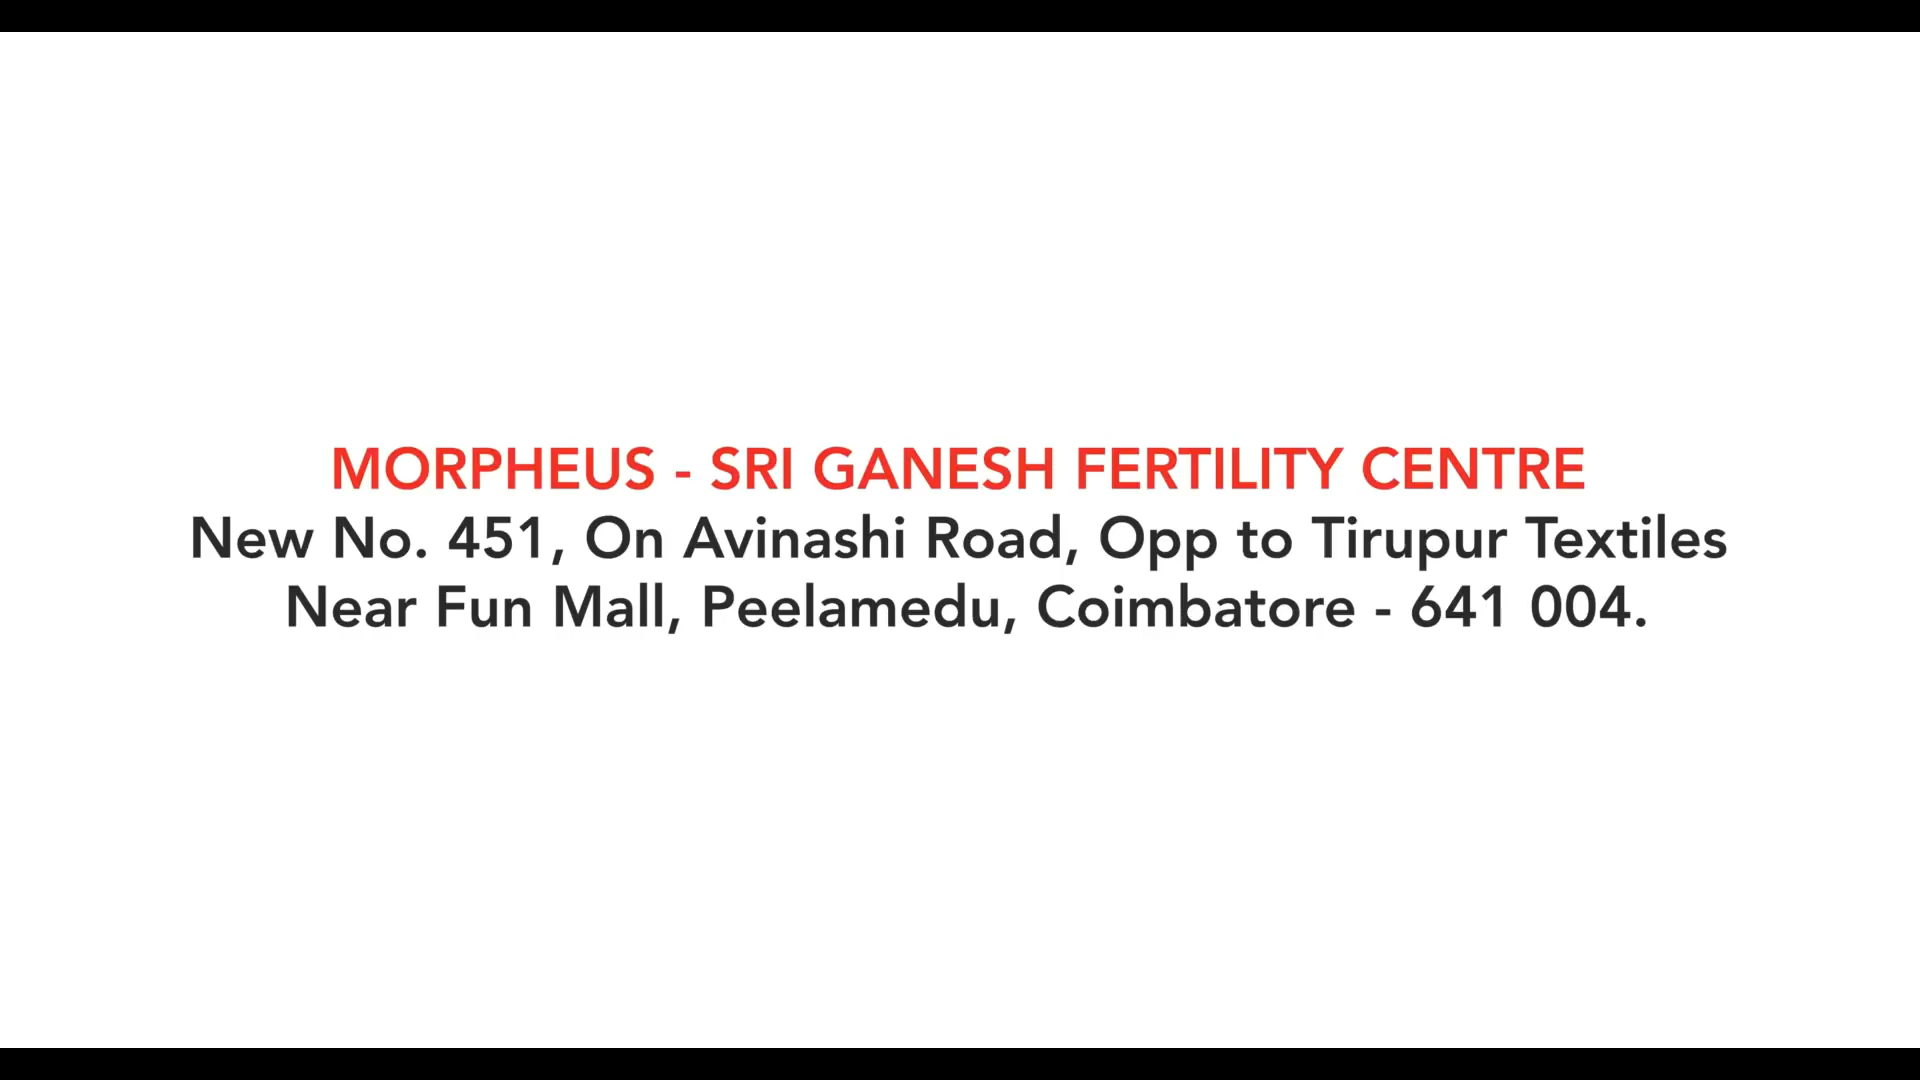 MORPHEUS - SRI GANESH FERTILITY CENTRE
New No. 451, On Avinashi Road, Opp to Tirupur Textiles
Near Fun Mall, Peelamedu, Coimbatore - 641 004.